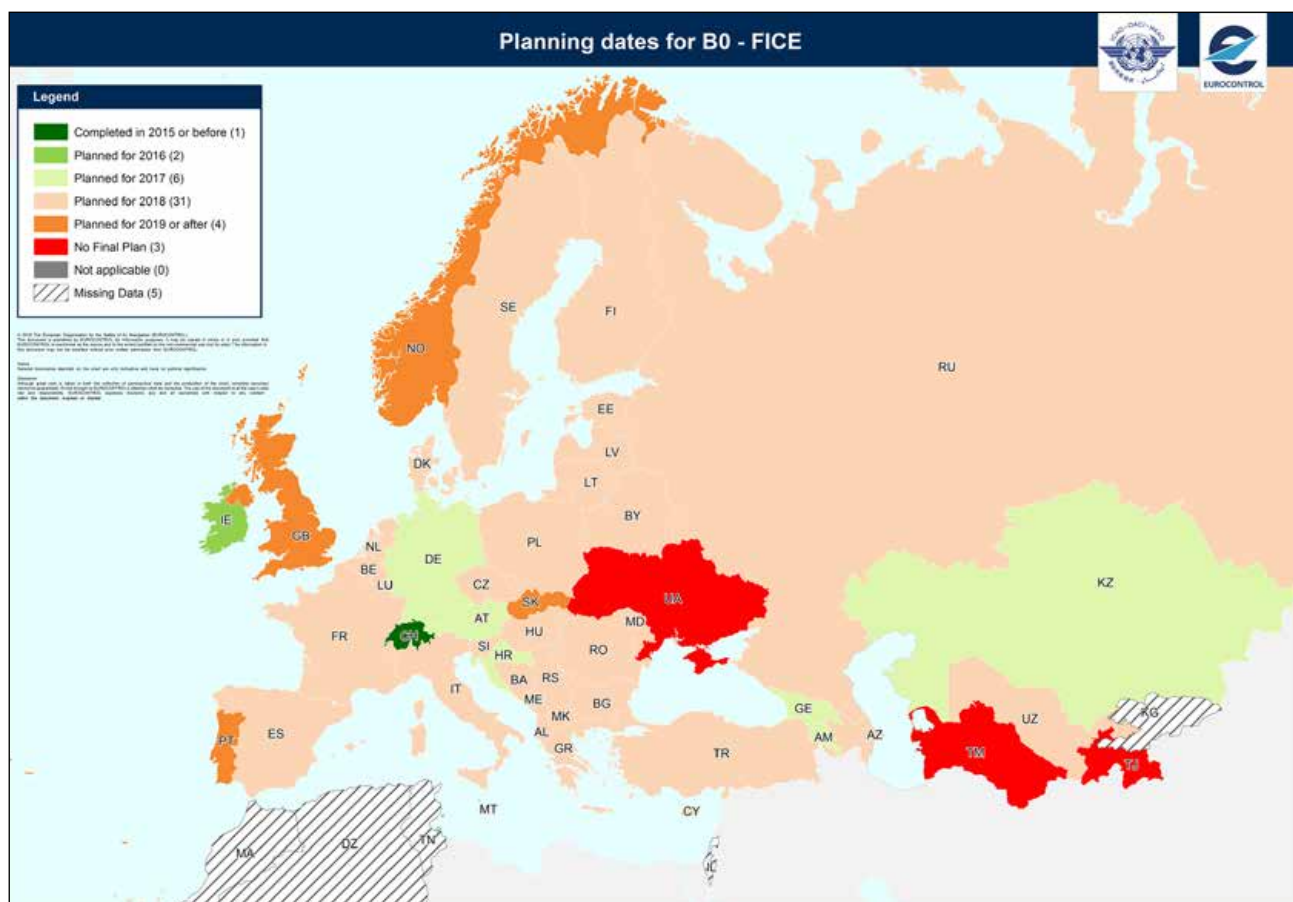 Planning dates for B0 - FICE
EUROCONTROL
Legend
Completed in 2015 or before (1)
Planned for 2016 (2)
Planned for 2017 (6)
Planned for 2018 (31)
Planned for 2019 or after (4)
No Final Plan (3)
Not applicable (0)
Missing Data (5)
SE
FI
NO
RU
EE
LV
DK
LT
IE
BY
GB
NL
PL
DE
BE
LU
CZ
KZ
SK
UA
AT
MD
CH
HU
FR
SI
RO
HR
BA
RS
IT
ME
BG
GE
KG
MK
UZ
PT
ES
AL
AZ
AM
GR
TR
TM
TJ
MT
CY
TN
DZ
MA
IL